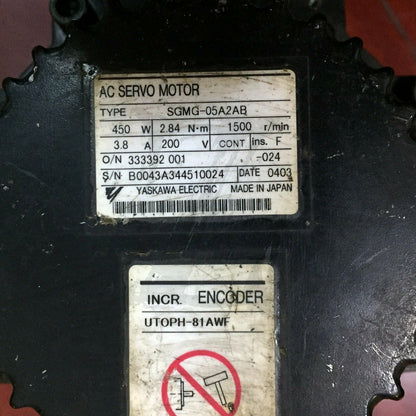 AC SERVO MOTOR
TYPE SGMG-05A2AB
450 W 2.84 N·m 1500 r/min
3.8 A 200 V CONT ins. F
O/N 333392 001 -024
S/N B0043A344510024 DATE 0403
YASKAWA ELECTRIC MADE IN JAPAN
INCR. ENCODER
UTOPH-81AWF